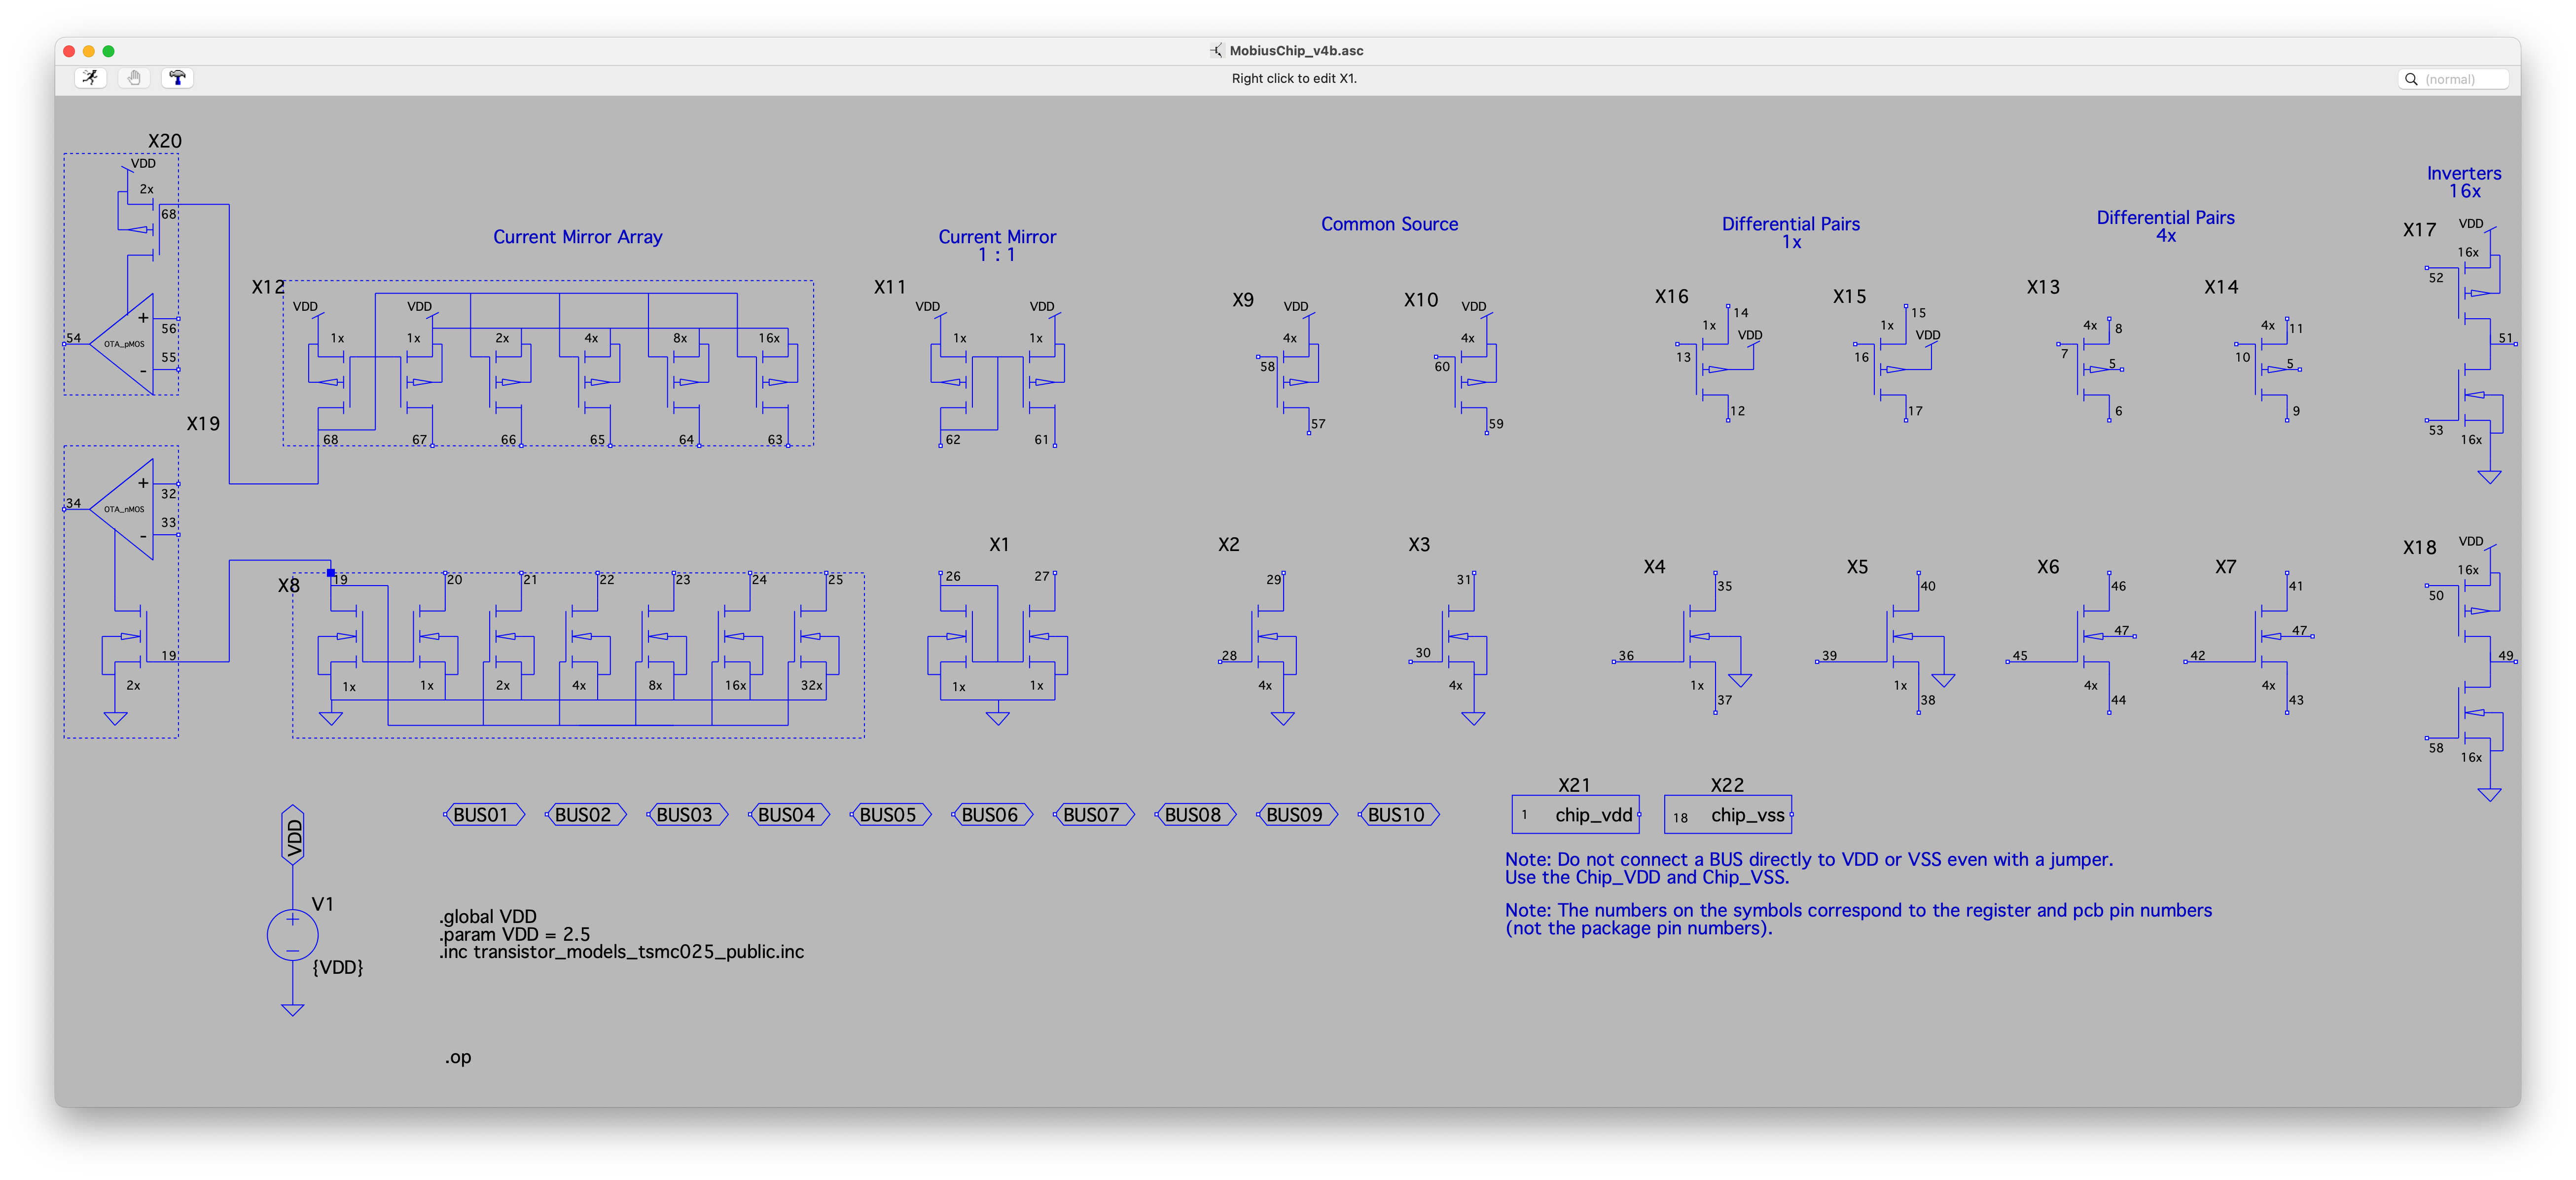 MobiusChip_v4b.asc
Right click to edit X1.
(normal)
X20
VDD
2x
68
54
OTA_pMOS
+
56
55
-
X19
34
OTA_nMOS
+
32
33
-
19
2x
Current Mirror Array
X12
VDD
VDD
1x
1x
2x
4x
8x
16x
68
67
66
65
64
63
Current Mirror
1 : 1
X11
VDD
VDD
1x
1x
62
61
Common Source
X9
VDD
4x
58
57
X10
VDD
4x
60
59
Differential Pairs
1x
X16
14
1x
VDD
13
12
X15
15
1x
VDD
16
17
Differential Pairs
4x
X13
4x
8
7
5
6
X14
4x
11
10
5
9
Inverters
16x
X17
VDD
16x
52
51
53
16x
X8
19
20
21
22
23
24
25
1x
1x
2x
4x
8x
16x
32x
X1
26
27
1x
1x
X2
29
28
4x
X3
31
30
4x
X4
35
36
1x
37
X5
40
39
1x
38
X6
46
47
45
4x
44
X7
41
47
42
4x
43
X18
VDD
16x
50
49
58
16x
VDD
V1
{VDD}
BUS01
BUS02
BUS03
BUS04
BUS05
BUS06
BUS07
BUS08
BUS09
BUS10
X21
1 chip_vdd
X22
18 chip_vss
Note: Do not connect a BUS directly to VDD or VSS even with a jumper.
Use the Chip_VDD and Chip_VSS.
Note: The numbers on the symbols correspond to the register and pcb pin numbers
(not the package pin numbers).
.global VDD
.param VDD = 2.5
.inc transistor_models_tsmc025_public.inc
.op